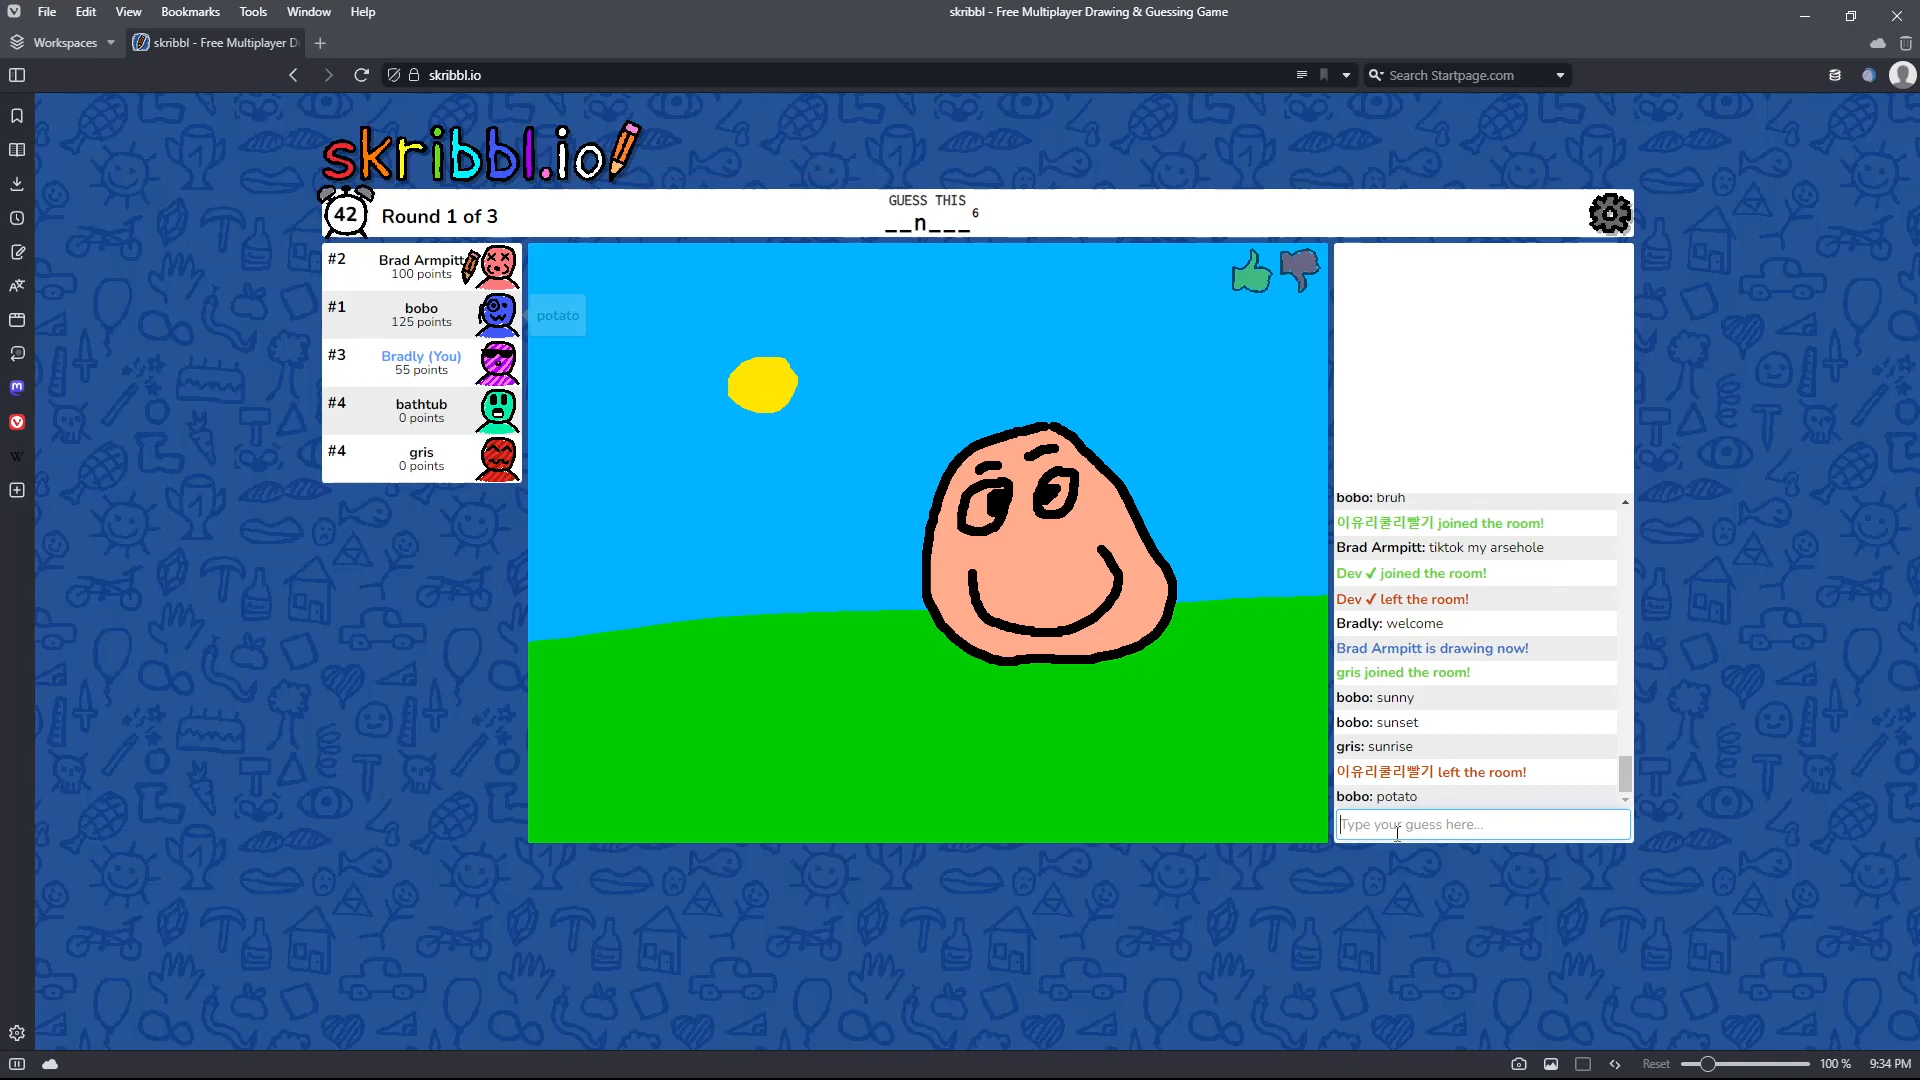 File Edit View Bookmarks Tools Window Help
skribbl - Free Multiplayer Drawing & Guessing Game
Workspaces
skribbl - Free Multiplayer D
skribbl.io
Search Startpage.com
skribbl.io
42
Round 1 of 3
GUESS THIS
__n___ 6
#2 Brad Armpitt
100 points
#1 bobo
125 points
potato
#3 Bradly (You)
55 points
#4 bathtub
0 points
#4 gris
0 points
bobo: bruh
이유리쿨리빨기 joined the room!
Brad Armpitt: tiktok my arsehole
Dev ✓ joined the room!
Dev ✓ left the room!
Bradly: welcome
Brad Armpitt is drawing now!
gris joined the room!
bobo: sunny
bobo: sunset
gris: sunrise
이유리쿨리빨기 left the room!
bobo: potato
Type your guess here...
Reset
100 %
9:34 PM